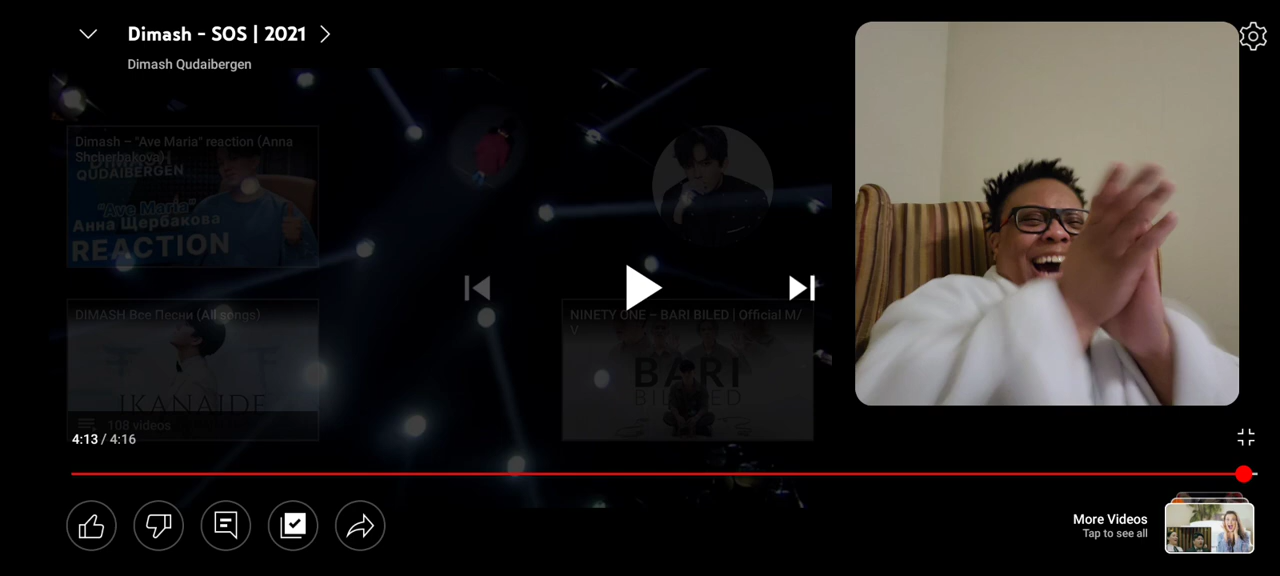 Dimash - SOS | 2021
Dimash Qudaibergen
Dimash – "Ave Maria" reaction (Anna
Shcherbakova)
DIMASH
QUDAIBERGEN
"Ave Maria"
Анна Щербакова
REACTION
DIMASH Все Песни (All songs)
IKANAIDE
108 videos
NINETY ONE – BARI BILED | Official M/
V
BARI
BILED
4:13 / 4:16
More Videos
Tap to see all